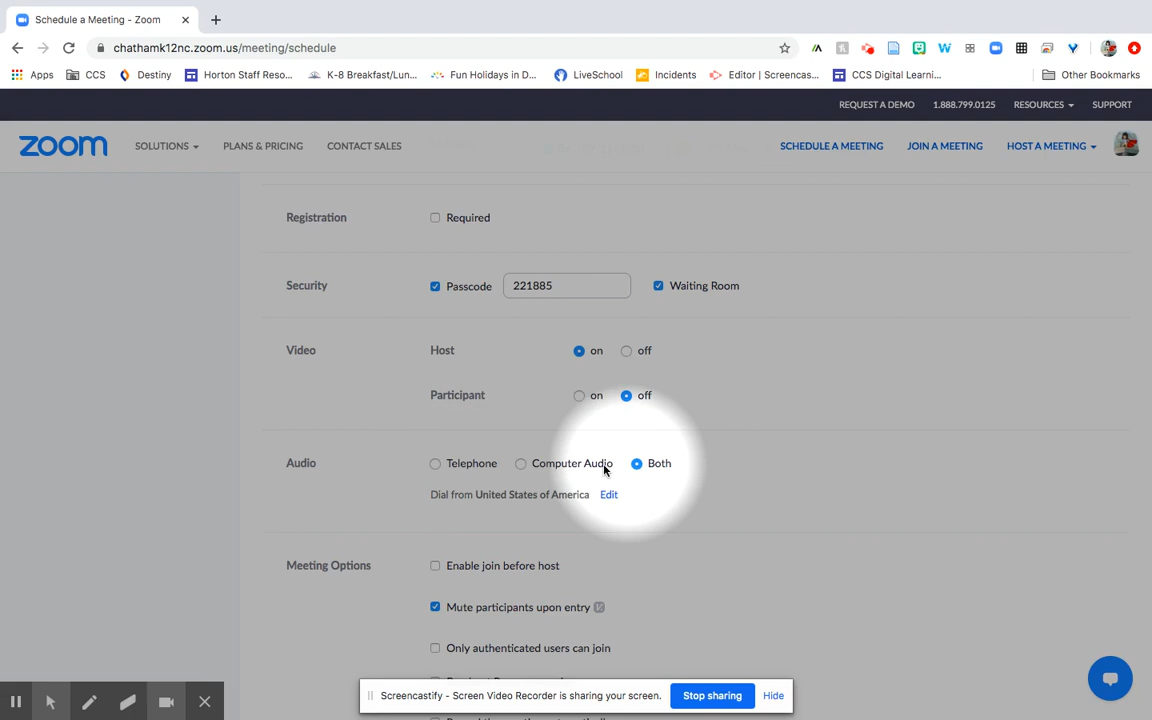 Schedule a Meeting - Zoom
chathamk12nc.zoom.us/meeting/schedule
Apps CCS Destiny Horton Staff Reso... K-8 Breakfast/Lun... Fun Holidays in D... LiveSchool Incidents Editor | Screencas... CCS Digital Learni... Other Bookmarks
REQUEST A DEMO 1.888.799.0125 RESOURCES SUPPORT
zoom SOLUTIONS PLANS & PRICING CONTACT SALES SCHEDULE A MEETING JOIN A MEETING HOST A MEETING
Registration Required
Security Passcode 221885 Waiting Room
Video Host on off
Participant on off
Audio Telephone Computer Audio Both
Dial from United States of America Edit
Meeting Options Enable join before host
Mute participants upon entry
Only authenticated users can join
Screencastify - Screen Video Recorder is sharing your screen. Stop sharing Hide